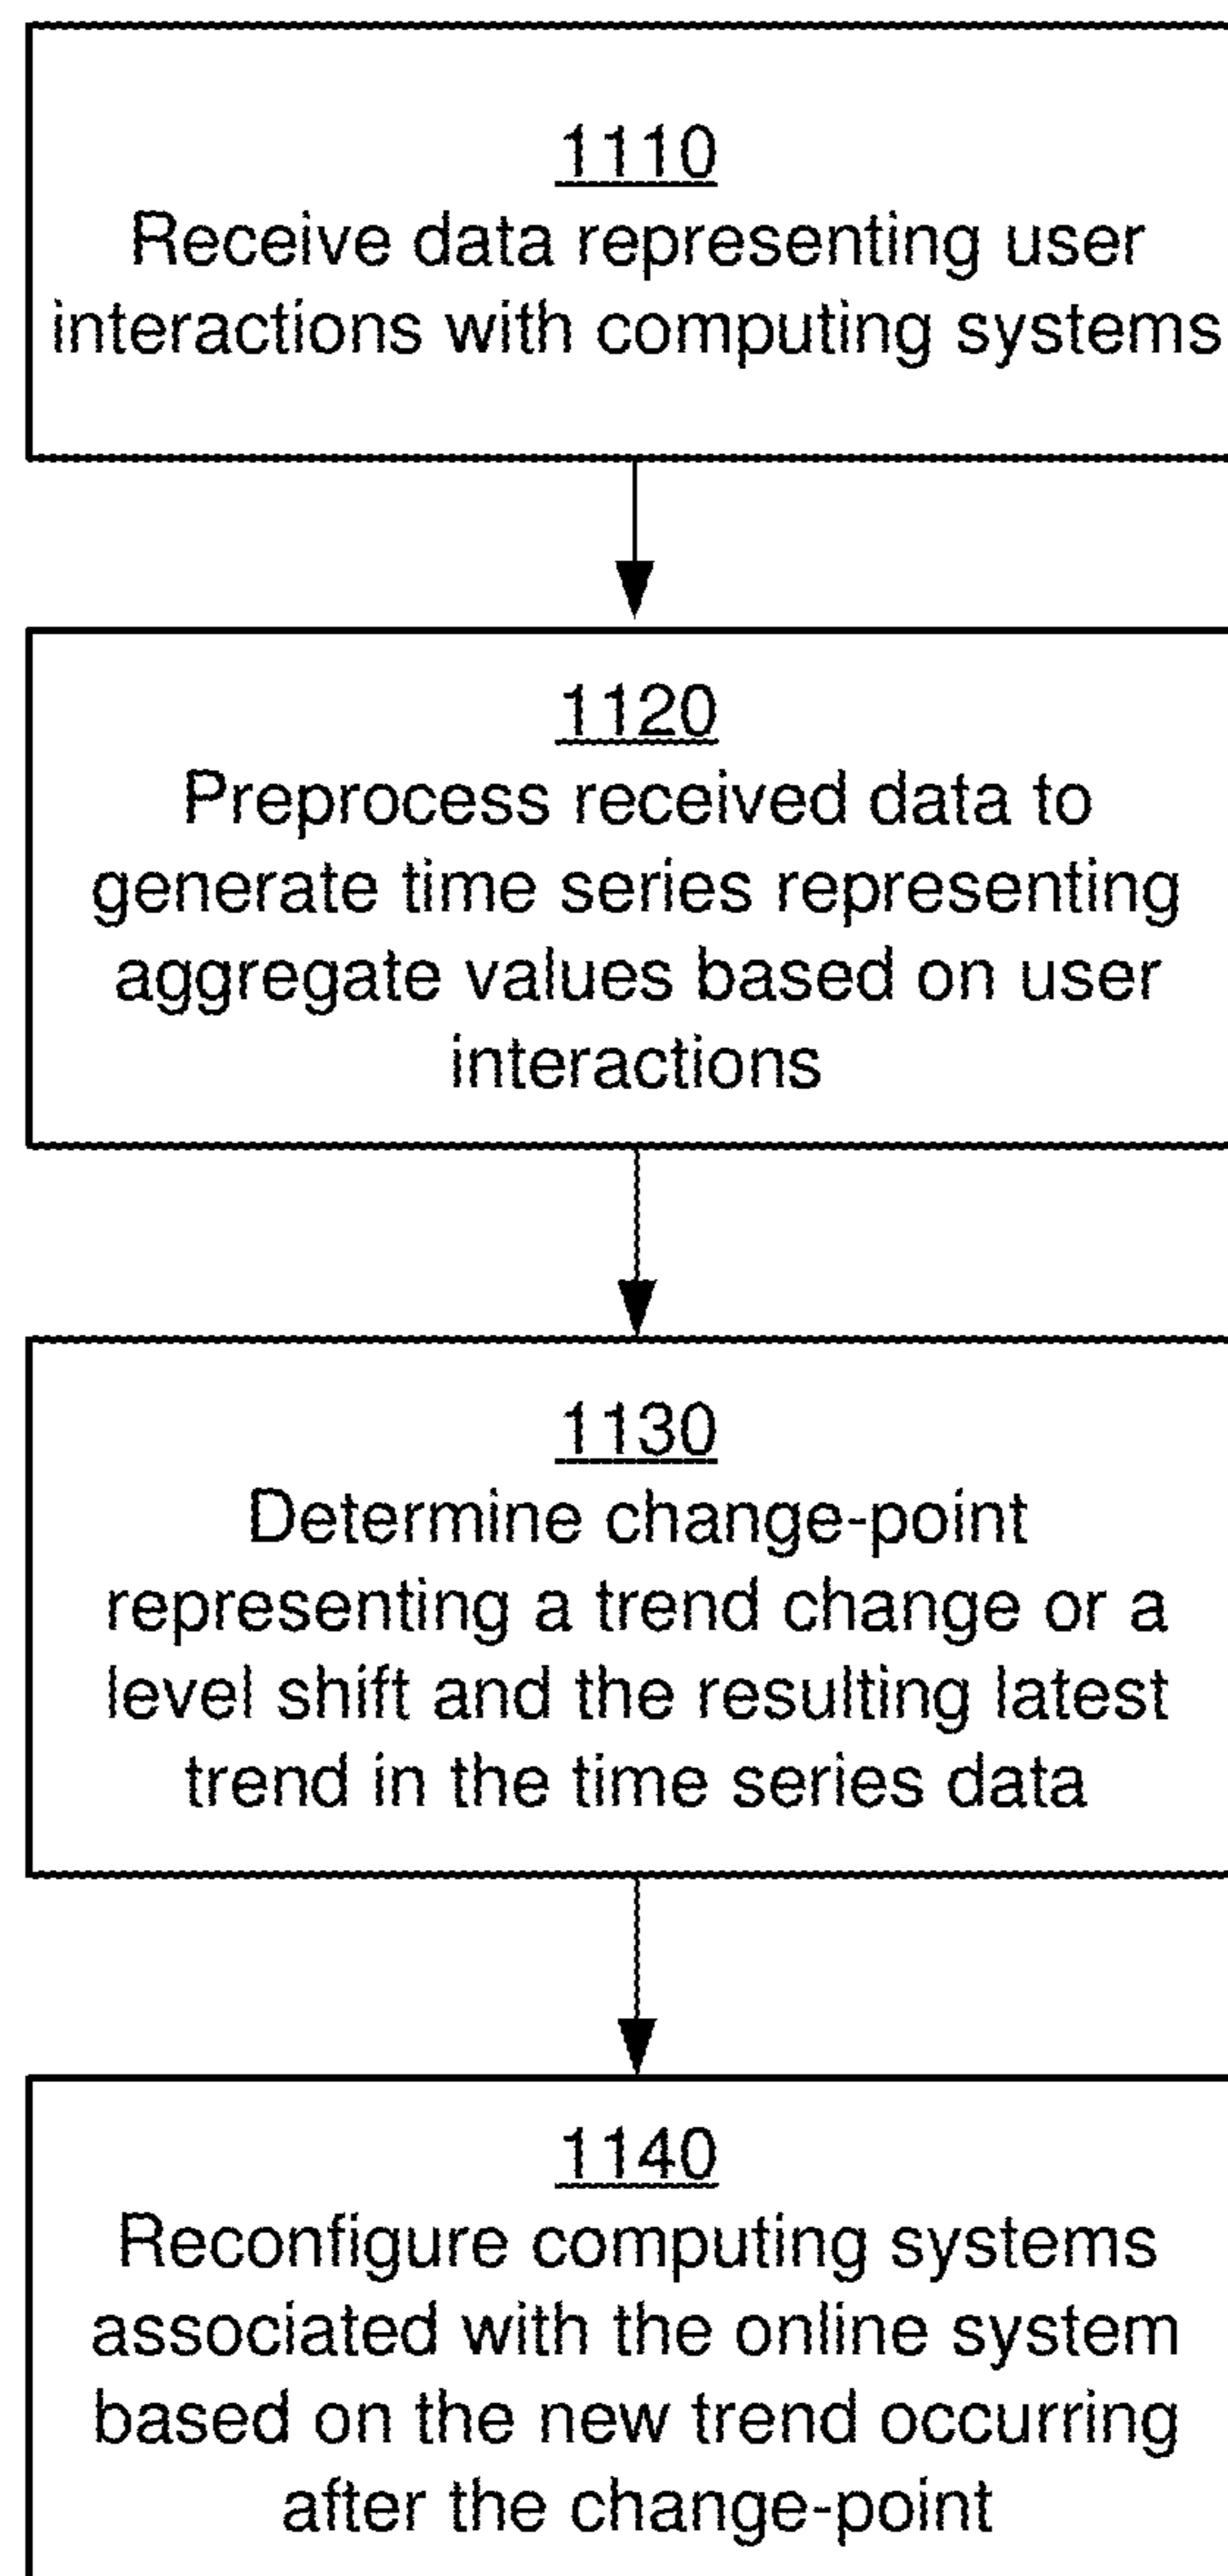 1110
Receive data representing user
interactions with computing systems
1120
Preprocess received data to
generate time series representing
aggregate values based on user
interactions
1130
Determine change-point
representing a trend change or a
level shift and the resulting latest
trend in the time series data
1140
Reconfigure computing systems
associated with the online system
based on the new trend occurring
after the change-point